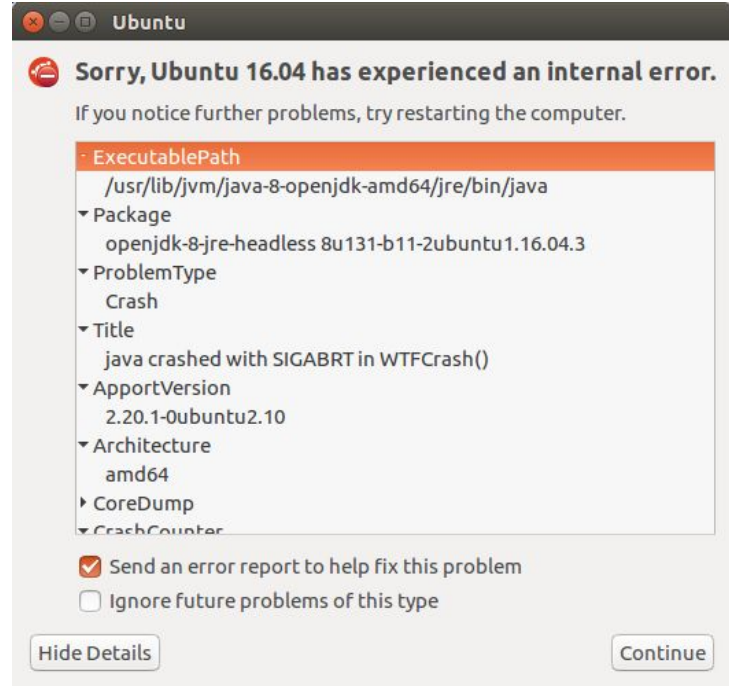 Ubuntu
Sorry, Ubuntu 16.04 has experienced an internal error.
If you notice further problems, try restarting the computer.
ExecutablePath
/usr/lib/jvm/java-8-openjdk-amd64/jre/bin/java
Package
openjdk-8-jre-headless 8u131-b11-2ubuntu1.16.04.3
ProblemType
Crash
Title
java crashed with SIGABRT in WTFCrash()
ApportVersion
2.20.1-0ubuntu2.10
Architecture
amd64
CoreDump
CrashCounter
Send an error report to help fix this problem
Ignore future problems of this type
Hide Details Continue